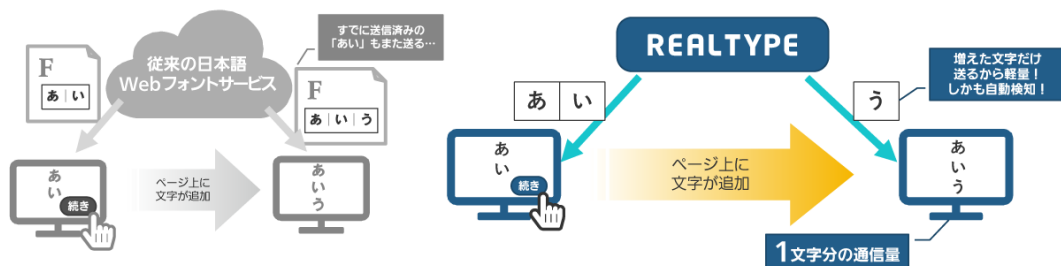 従来の日本語
Webフォントサービス
すでに送信済みの
「あい」もまた送る…
F
あ|い
F
あ|い|う
あい
続き
ページ上に
文字が追加
あいう
REALTYPE
あ い
う
増えた文字だけ
送るから軽量！
しかも自動検知！
あい
続き
ページ上に
文字が追加
あいう
1文字分の通信量